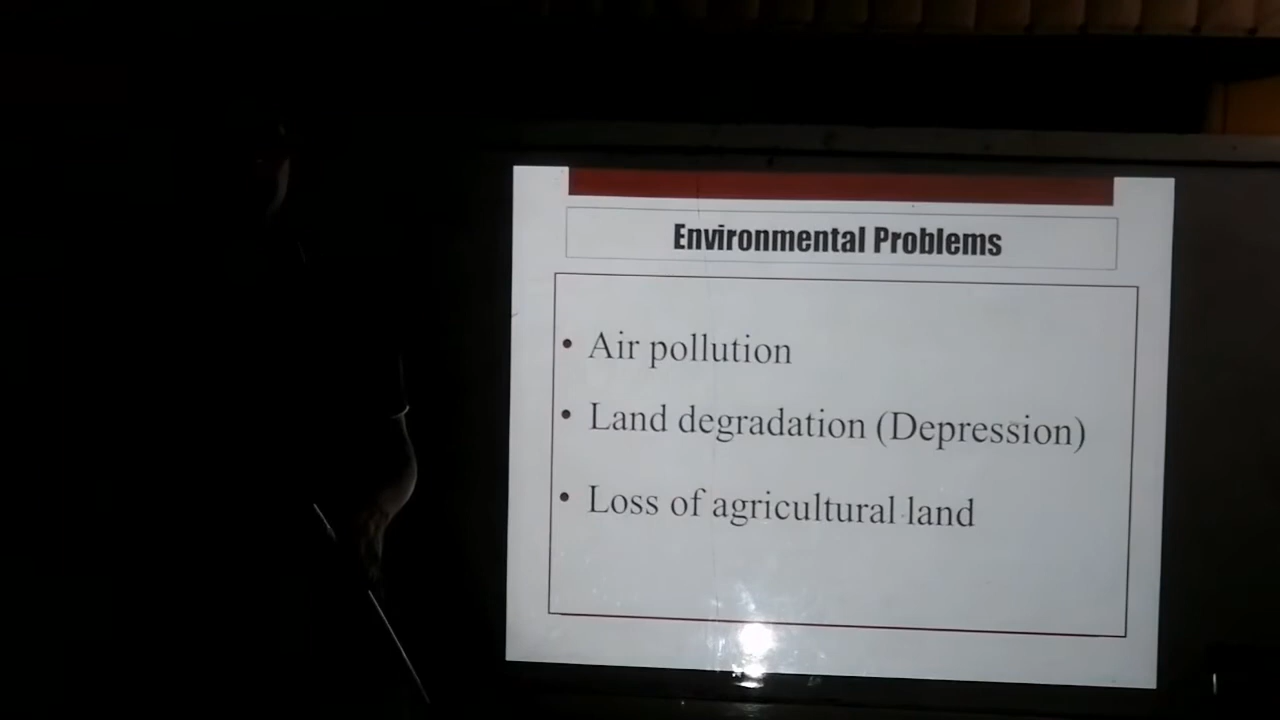 Environmental Problems
• Air pollution
• Land degradation (Depression)
• Loss of agricultural land